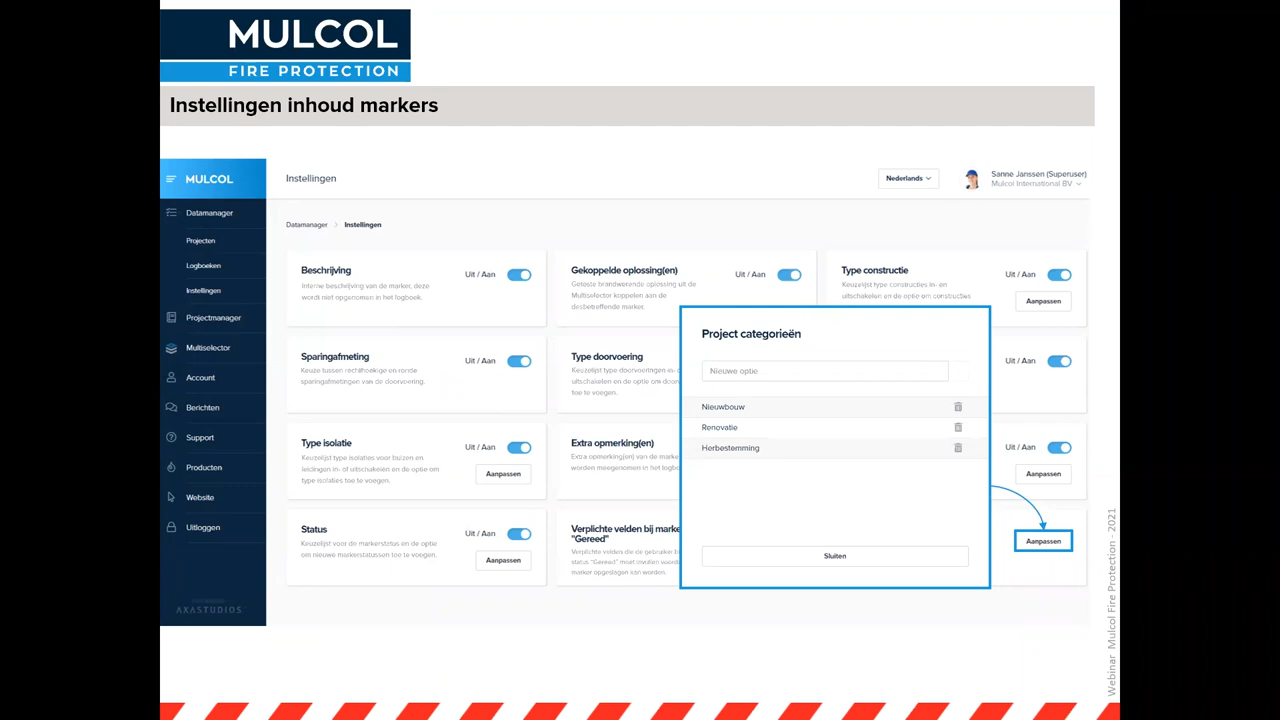 MULCOL
FIRE PROTECTION
Instellingen inhoud markers
MULCOL
Instellingen
Nederlands
Sanne Janssen (Superuser)
Mulcol International BV
Datamanager
Projecten
Logboeken
Instellingen
Projectmanager
Multiselector
Account
Berichten
Support
Producten
Website
Uitloggen
AXASTUDIOS
Datamanager > Instellingen
Beschrijving
Uit / Aan
Interne beschrijving van de marker, deze
wordt niet opgenomen in het logboek.
Gekoppelde oplossing(en)
Uit / Aan
Geteste brandwerende oplossing uit de
Multiselector koppelen aan de
desbetreffende marker.
Type constructie
Uit / Aan
Keuzelijst type constructies in- en
uitschakelen en de optie om constructies
Aanpassen
Sparingafmeting
Uit / Aan
Keuze tussen rechthoekige en ronde
sparingafmetingen van de doorvoering.
Type doorvoering
Keuzelijst type doorvoeringen in-
uitschakelen en de optie om
toe te voegen.
Uit / Aan
Type isolatie
Uit / Aan
Keuzelijst type isolaties voor buizen en
leidingen in- of uitschakelen en de optie om
type isolaties toe te voegen.
Aanpassen
Extra opmerking(en)
Extra opmerking(en) van de
worden meegenomen in het
Uit / Aan
Aanpassen
Status
Uit / Aan
Keuzelijst voor de markerstatus en de optie
om nieuwe markerstatussen toe te voegen.
Aanpassen
Verplichte velden bij marke
"Gereed"
Verplichte velden die de gebruiker bi
status "Gereed" moet invullen
marker opgeslagen kan worden.
Aanpassen
Project categorieën
Nieuwe optie
Nieuwbouw
Renovatie
Herbestemming
Sluiten
Webinar Mulcol Fire Protection - 2021